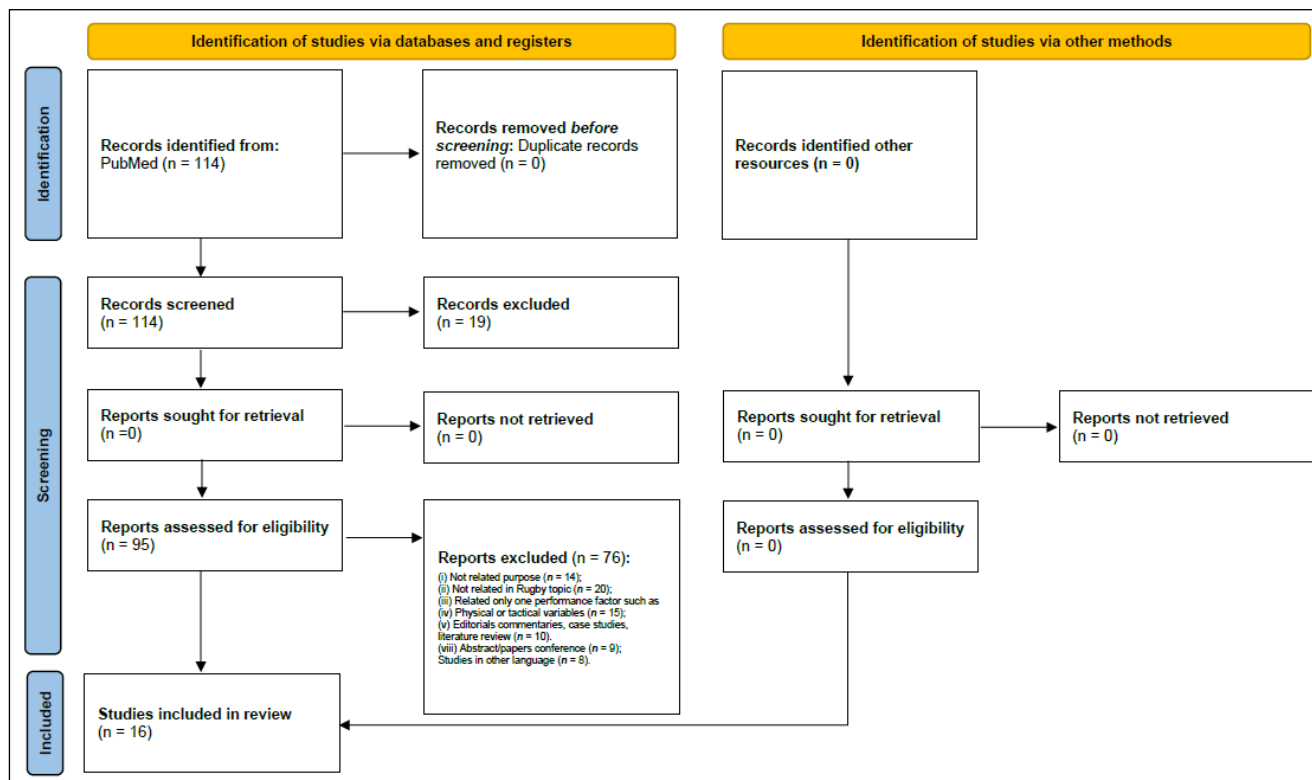 Identification of studies via databases and registers
Identification of studies via other methods
Identification
Records identified from:
PubMed (n = 114)
Records removed before
screening: Duplicate records
removed (n = 0)
Records identified other
resources (n = 0)
Screening
Records screened
(n = 114)
Records excluded
(n = 19)
Reports sought for retrieval
(n =0)
Reports not retrieved
(n = 0)
Reports sought for retrieval
(n = 0)
Reports not retrieved
(n = 0)
Reports assessed for eligibility
(n = 95)
Reports excluded (n = 76):
(i) Not related purpose (n = 14);
(ii) Not related in Rugby topic (n = 20);
(iii) Related only one performance factor such as
(iv) Physical or tactical variables (n = 15);
(v) Editorials commentaries, case studies,
literature review (n = 10).
(viii) Abstract/papers conference (n = 9);
Studies in other language (n = 8).
Reports assessed for eligibility
(n = 0)
Included
Studies included in review
(n = 16)